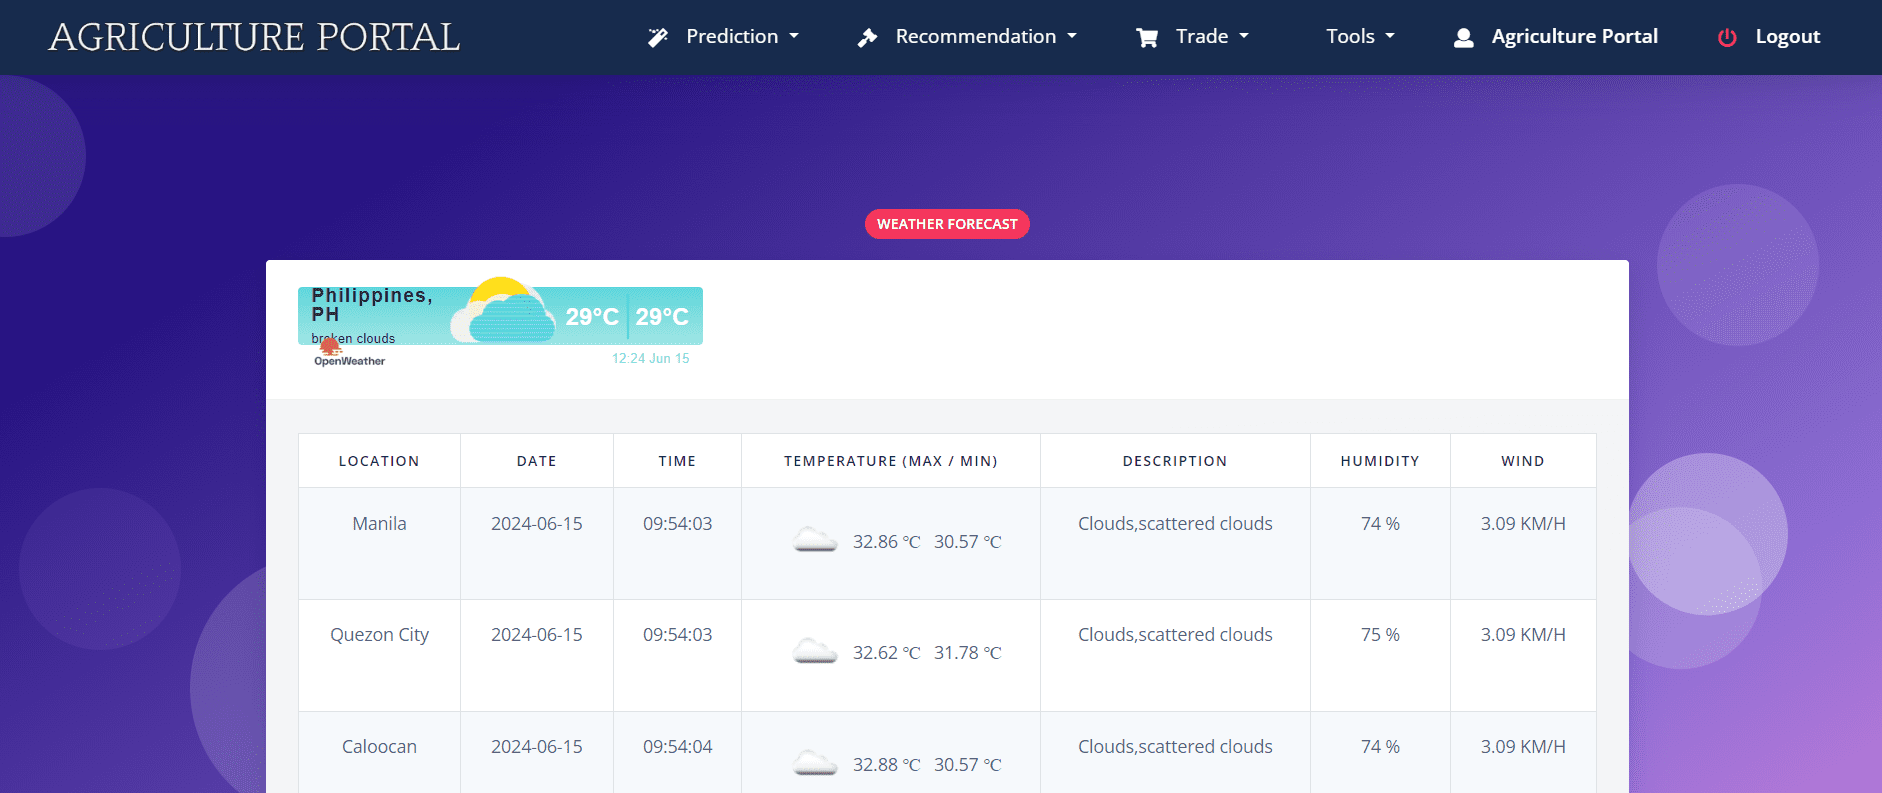 AGRICULTURE PORTAL
Prediction
Recommendation
Trade
Tools
Agriculture Portal
Logout
WEATHER FORECAST
Philippines,
PH
broken clouds
29°C 29°C
OpenWeather
12:24 Jun 15
LOCATION DATE TIME TEMPERATURE (MAX / MIN) DESCRIPTION HUMIDITY WIND
Manila 2024-06-15 09:54:03 32.86 °C 30.57 °C Clouds,scattered clouds 74 % 3.09 KM/H
Quezon City 2024-06-15 09:54:03 32.62 °C 31.78 °C Clouds,scattered clouds 75 % 3.09 KM/H
Caloocan 2024-06-15 09:54:04 32.88 °C 30.57 °C Clouds,scattered clouds 74 % 3.09 KM/H